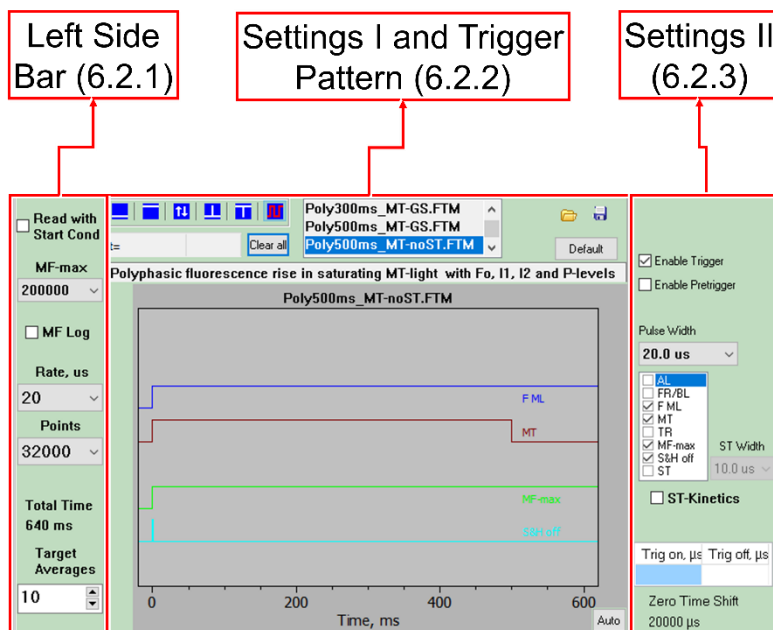 Left Side
Bar (6.2.1)
Settings I and Trigger
Pattern (6.2.2)
Settings II
(6.2.3)
Read with
Start Cond
MF-max
200000
MF Log
Rate, us
20
Points
32000
Total Time
640 ms
Target
Averages
10
t=
Clear all
Poly300ms_MT-GS.FTM
Poly500ms_MT-GS.FTM
Poly500ms_MT-noST.FTM
Default
Polyphasic fluorescence rise in saturating MT-light with Fo, I1, I2 and P-levels
Poly500ms_MT-noST.FTM
F ML
MT
MF-max
S&H off
0 200 400 600
Time, ms
Auto
Enable Trigger
Enable Pretrigger
Pulse Width
20.0 us
AL
FR/BL
F ML
MT
TR
MF-max
S&H off
ST
ST Width
10.0 us
ST-Kinetics
Trig on, µs Trig off, µs
Zero Time Shift
20000 µs